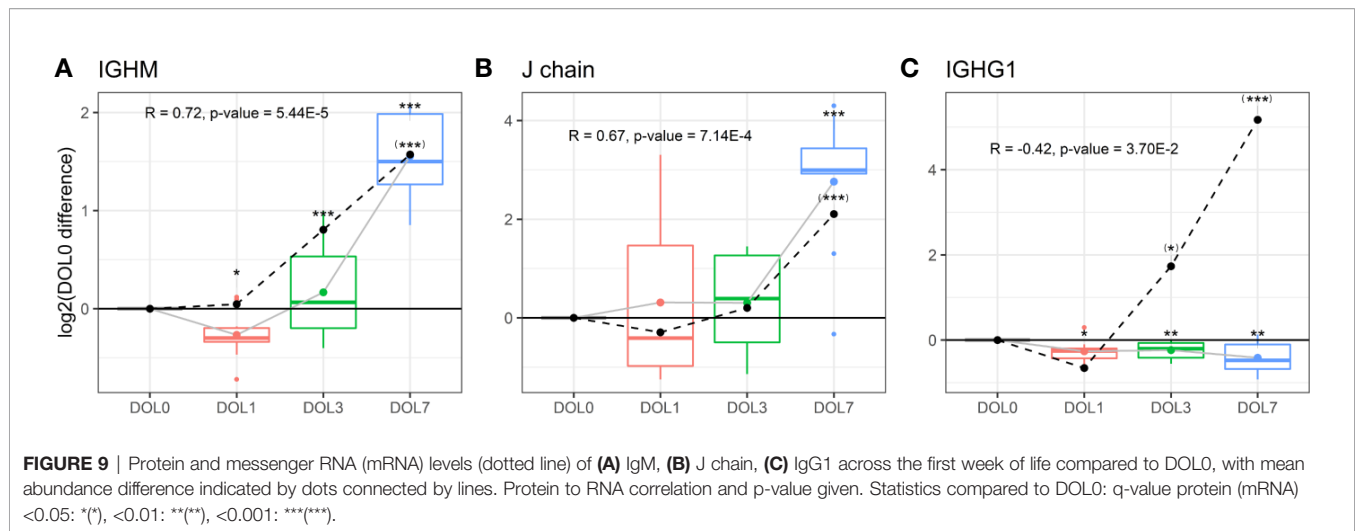 A IGHM
B J chain
C IGHG1
log2(DOL0 difference)
R = 0.72, p-value = 5.44E-5
2
1
0
*
***
***
(***)
DOL0 DOL1 DOL3 DOL7
R = 0.67, p-value = 7.14E-4
4
2
0
***
(***)
DOL0 DOL1 DOL3 DOL7
R = -0.42, p-value = 3.70E-2
4
2
0
(***)
(*)
* ** **
DOL0 DOL1 DOL3 DOL7
FIGURE 9 | Protein and messenger RNA (mRNA) levels (dotted line) of (A) IgM, (B) J chain, (C) IgG1 across the first week of life compared to DOL0, with mean
abundance difference indicated by dots connected by lines. Protein to RNA correlation and p-value given. Statistics compared to DOL0: q-value protein (mRNA)
<0.05: *(*), <0.01: **(**), <0.001: ***(***).